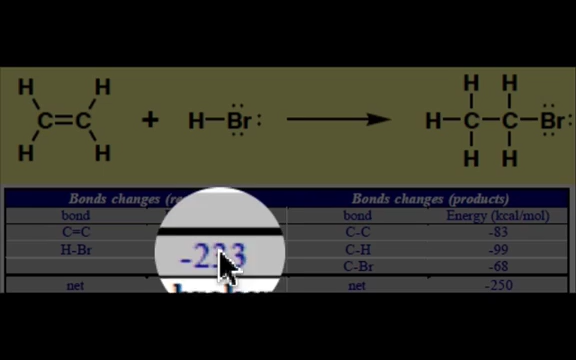 H H H H
C=C + H-Br: H-C-C-Br:
H H H H
Bonds changes Bonds changes (products)
bond bond Energy (kcal/mol)
C=C C-C -83
H-Br -233 C-H -99
C-Br -68
net net -250